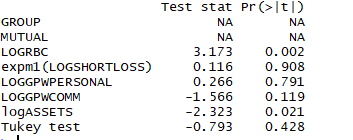 Test stat Pr(>|t|)
GROUP NA NA
MUTUAL NA NA
LOGRBC 3.173 0.002
expm1(LOGSHORTLOSS) 0.116 0.908
LOGGPWPERSONAL 0.266 0.791
LOGGPWCOMM -1.566 0.119
logASSETS -2.323 0.021
Tukey test -0.793 0.428